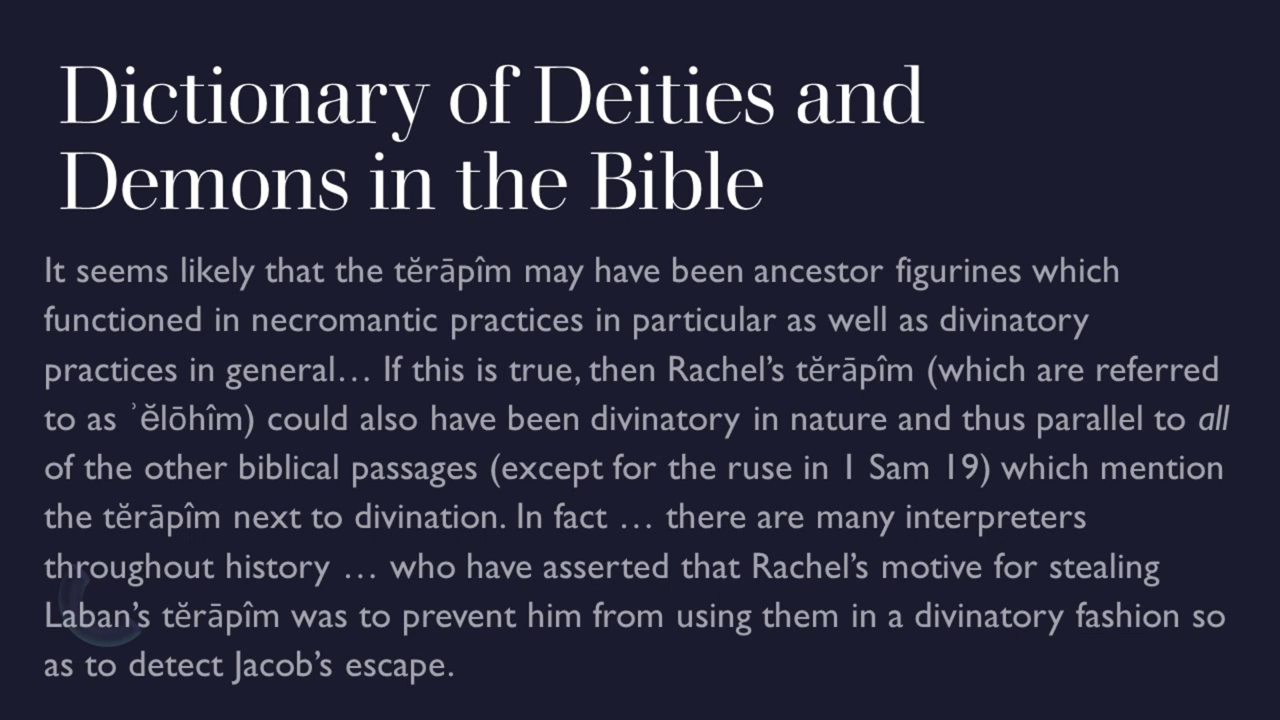 Dictionary of Deities and
Demons in the Bible
It seems likely that the tĕrāpîm may have been ancestor figurines which
functioned in necromantic practices in particular as well as divinatory
practices in general… If this is true, then Rachel’s tĕrāpîm (which are referred
to as ʾĕlōhîm) could also have been divinatory in nature and thus parallel to all
of the other biblical passages (except for the ruse in 1 Sam 19) which mention
the tĕrāpîm next to divination. In fact … there are many interpreters
throughout history … who have asserted that Rachel’s motive for stealing
Laban’s tĕrāpîm was to prevent him from using them in a divinatory fashion so
as to detect Jacob’s escape.